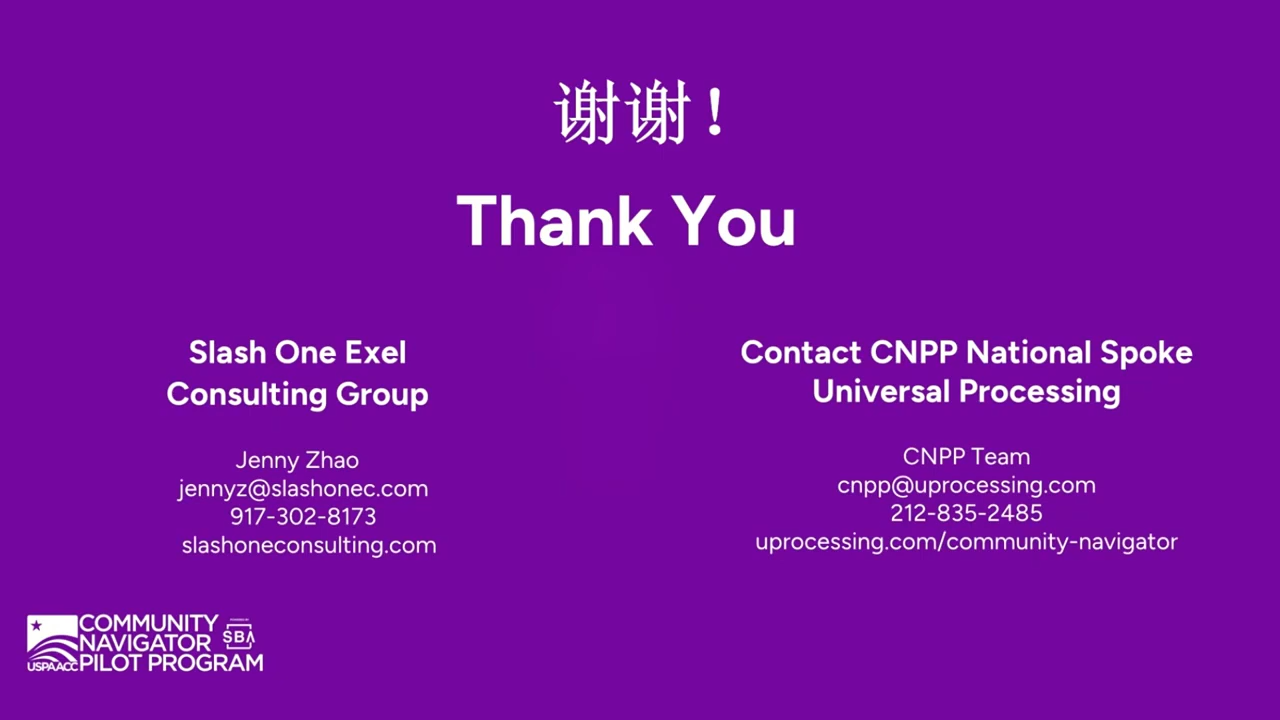 谢谢！
Thank You
Slash One Exel
Consulting Group
Jenny Zhao
jennyz@slashonec.com
917-302-8173
slashoneconsulting.com
Contact CNPP National Spoke
Universal Processing
CNPP Team
cnpp@uprocessing.com
212-835-2485
uprocessing.com/community-navigator
COMMUNITY
NAVIGATOR
PILOT PROGRAM
USPAACC
SBA